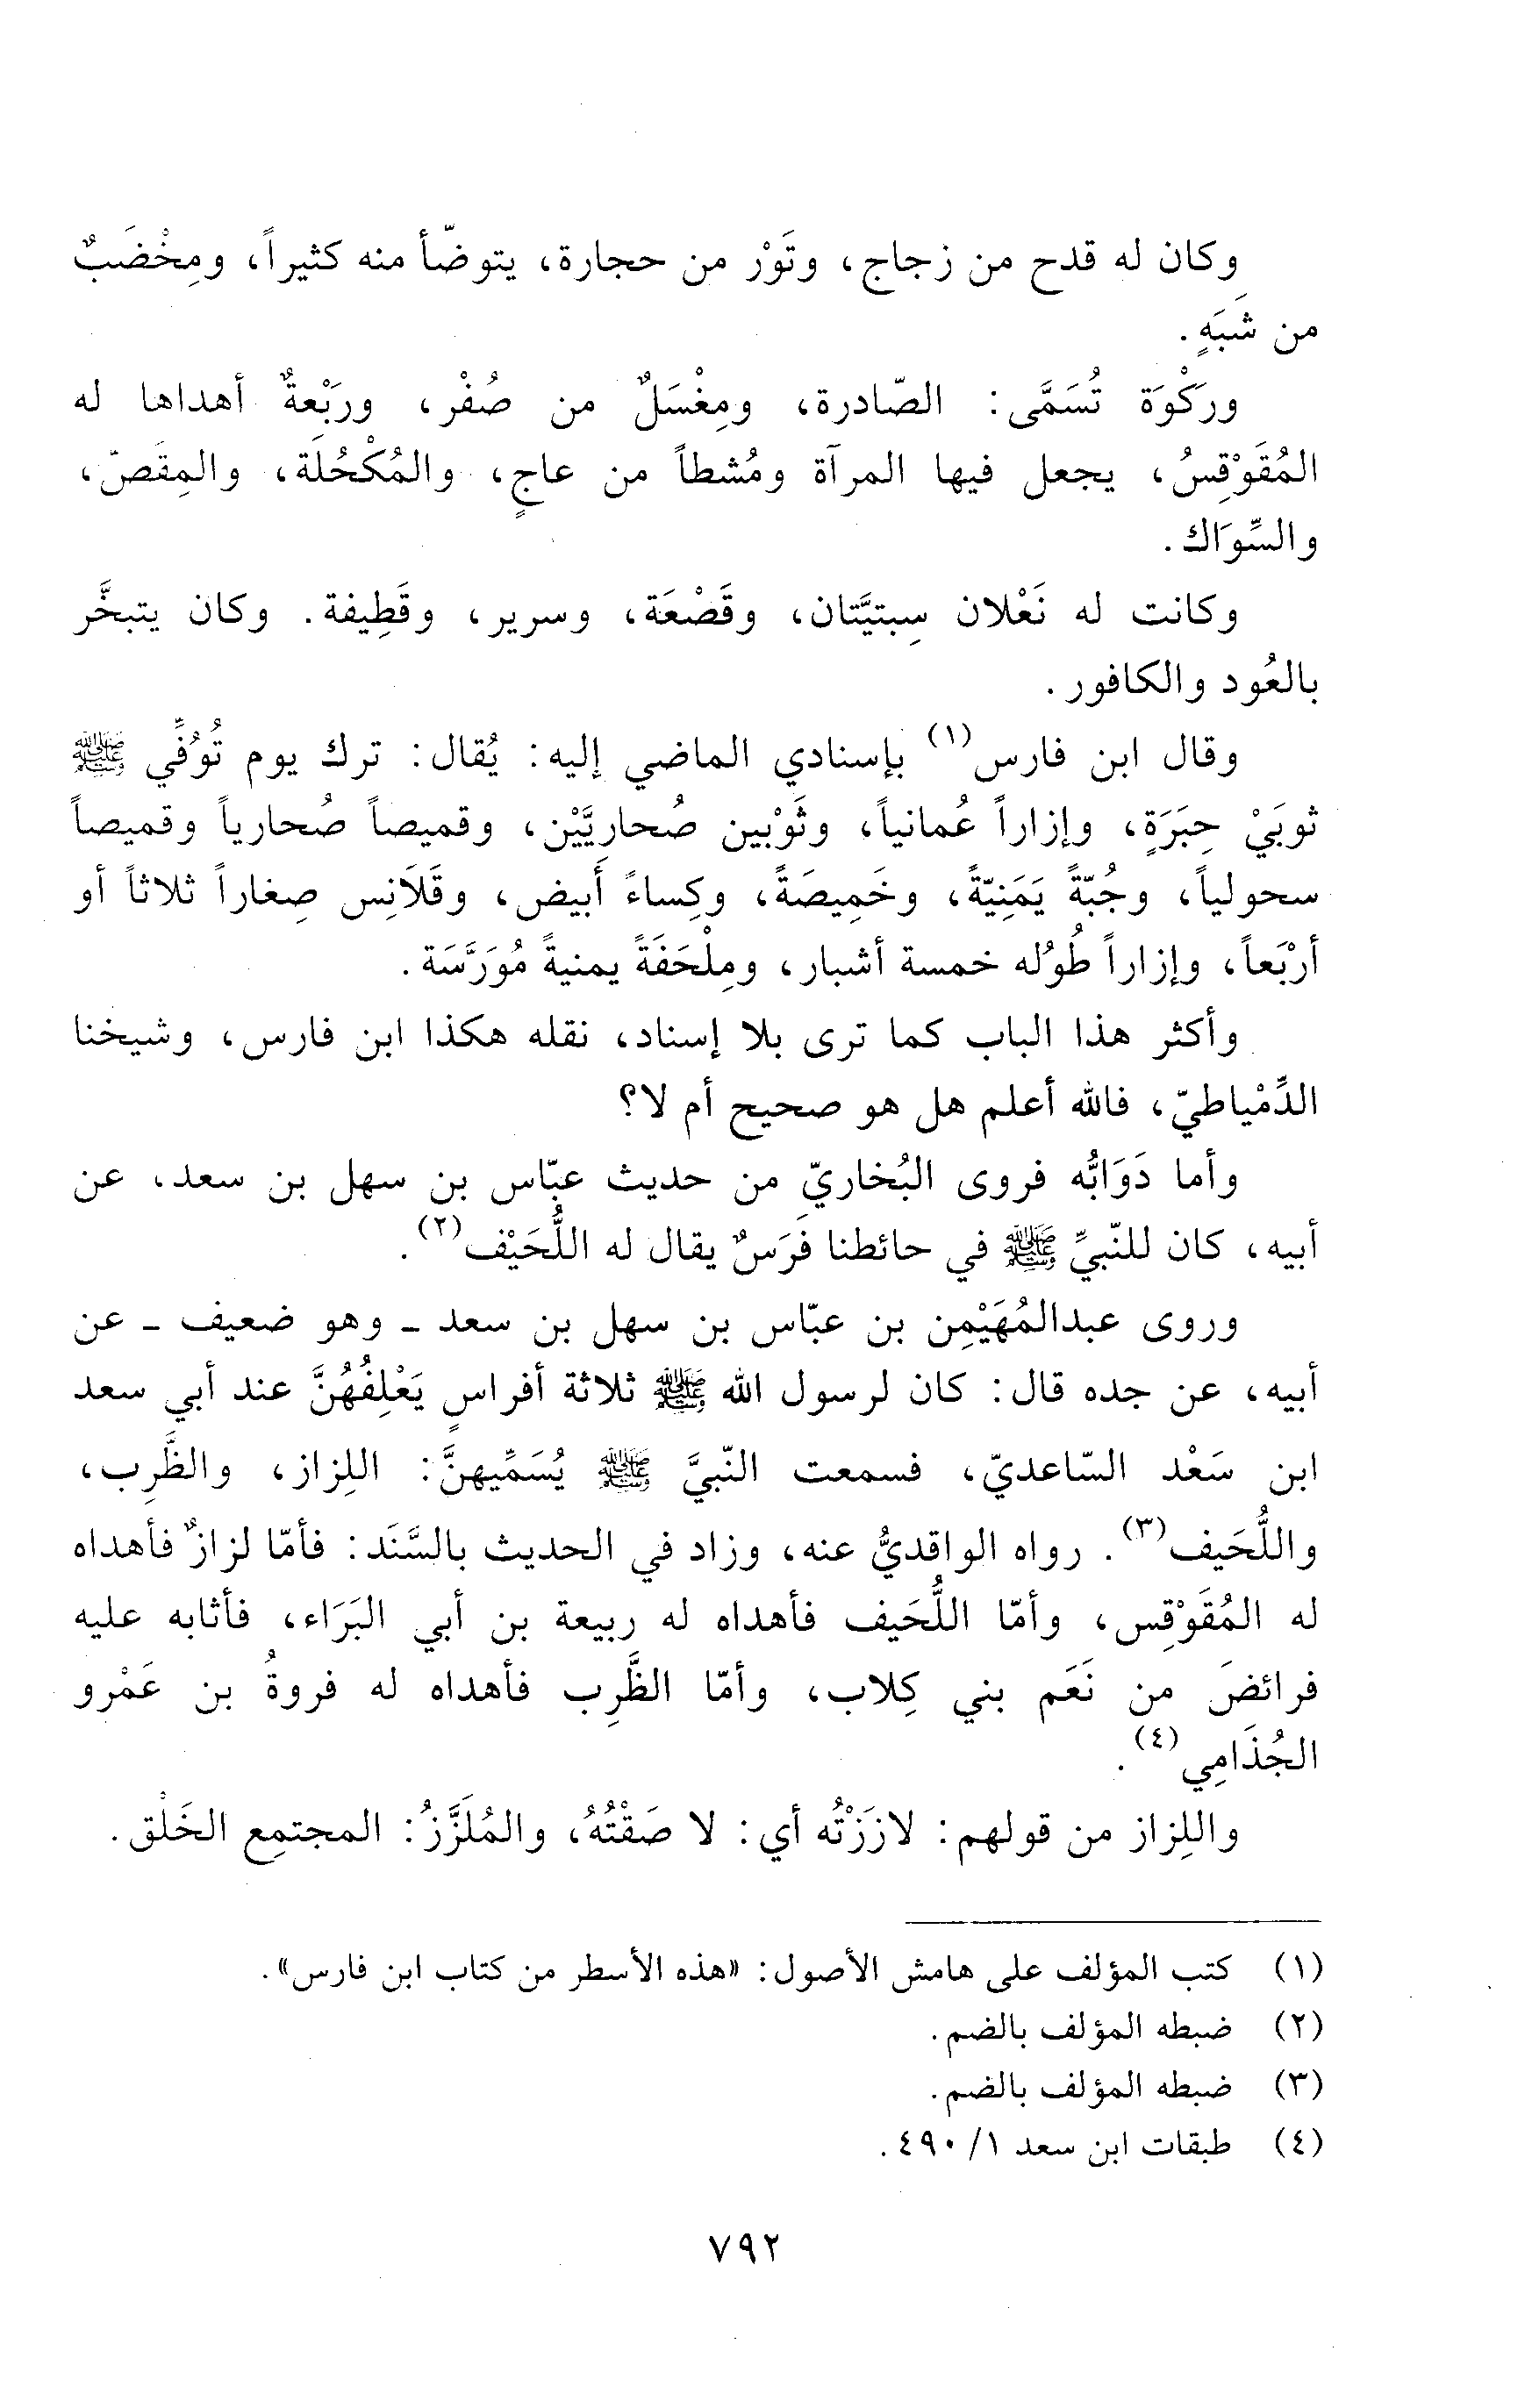 وكان له قدح من زجاج، وتَوْر من حجارة، يتوضّأ منه كثيراً، ومِخْضَبٌ
من شَبَهٍ.
ورَكْوَة تُسَمَّى: الصّادرة، ومِغْسَلٌ من صُفْر، ورَبْعةٌ أهداها له
المُقَوْقِسُ، يجعل فيها المرآة ومُشطاً من عاجٍ، والمُكْحُلَة، والمِقَصّ،
والسِّوَاك.
وكانت له نَعْلان سِبتيَّتان، وقَصْعَة، وسرير، وقَطِيفة. وكان يتبخَّر
بالعُود والكافور.
وقال ابن فارس(١) بإسنادي الماضي إليه: يُقال: ترك يوم تُوُفِّي ﷺ
ثوبَيْ حِبَرَةٍ، وإزاراً عُمانياً، وثَوْبين صُحاريَّيْن، وقميصاً صُحارياً وقميصاً
سحولياً، وجُبّةً يَمَنِيّةً، وخَمِيصَةً، وكِساءً أَبيض، وقَلاَنِس صِغاراً ثلاثاً أو
أرْبَعاً، وإزاراً طُوْله خمسة أشبار، ومِلْحَفَةً يمنيةً مُوَرَّسَة.
وأكثر هذا الباب كما ترى بلا إسناد، نقله هكذا ابن فارس، وشيخنا
الدِّمْياطيّ، فالله أعلم هل هو صحيح أم لا؟
وأما دَوَابُّه فروى البُخاريّ من حديث عبّاس بن سهل بن سعد، عن
أبيه، كان للنّبيِّ ﷺ في حائطنا فَرَسٌ يقال له اللُّحَيْف(٢).
وروى عبدالمُهَيْمِن بن عبّاس بن سهل بن سعد ـ وهو ضعيف ـ عن
أبيه، عن جده قال: كان لرسول الله ﷺ ثلاثة أفراسٍ يَعْلِفُهُنَّ عند أبي سعد
ابن سَعْد السّاعديّ، فسمعت النّبيَّ ﷺ يُسَمِّيهنَّ: اللِزاز، والظَّرِب،
واللُّحَيف(٣). رواه الواقديُّ عنه، وزاد في الحديث بالسَّنَد: فأمّا لزازٌ فأهداه
له المُقَوْقِس، وأمّا اللُّحَيف فأهداه له ربيعة بن أبي البَرَاء، فأثابه عليه
فرائضَ من نَعَم بني كِلاب، وأمّا الظَّرِب فأهداه له فروةُ بن عَمْرو
الجُذَامِي(٤).
واللِزاز من قولهم: لازَزْتُه أي: لا صَقْتُهُ، والمُلَزَّزُ: المجتمِع الخَلْق.
(١) كتب المؤلف على هامش الأصول: «هذه الأسطر من كتاب ابن فارس».
(٢) ضبطه المؤلف بالضم.
(٣) ضبطه المؤلف بالضم.
(٤) طبقات ابن سعد ١/ ٤٩٠.
٧٩٢